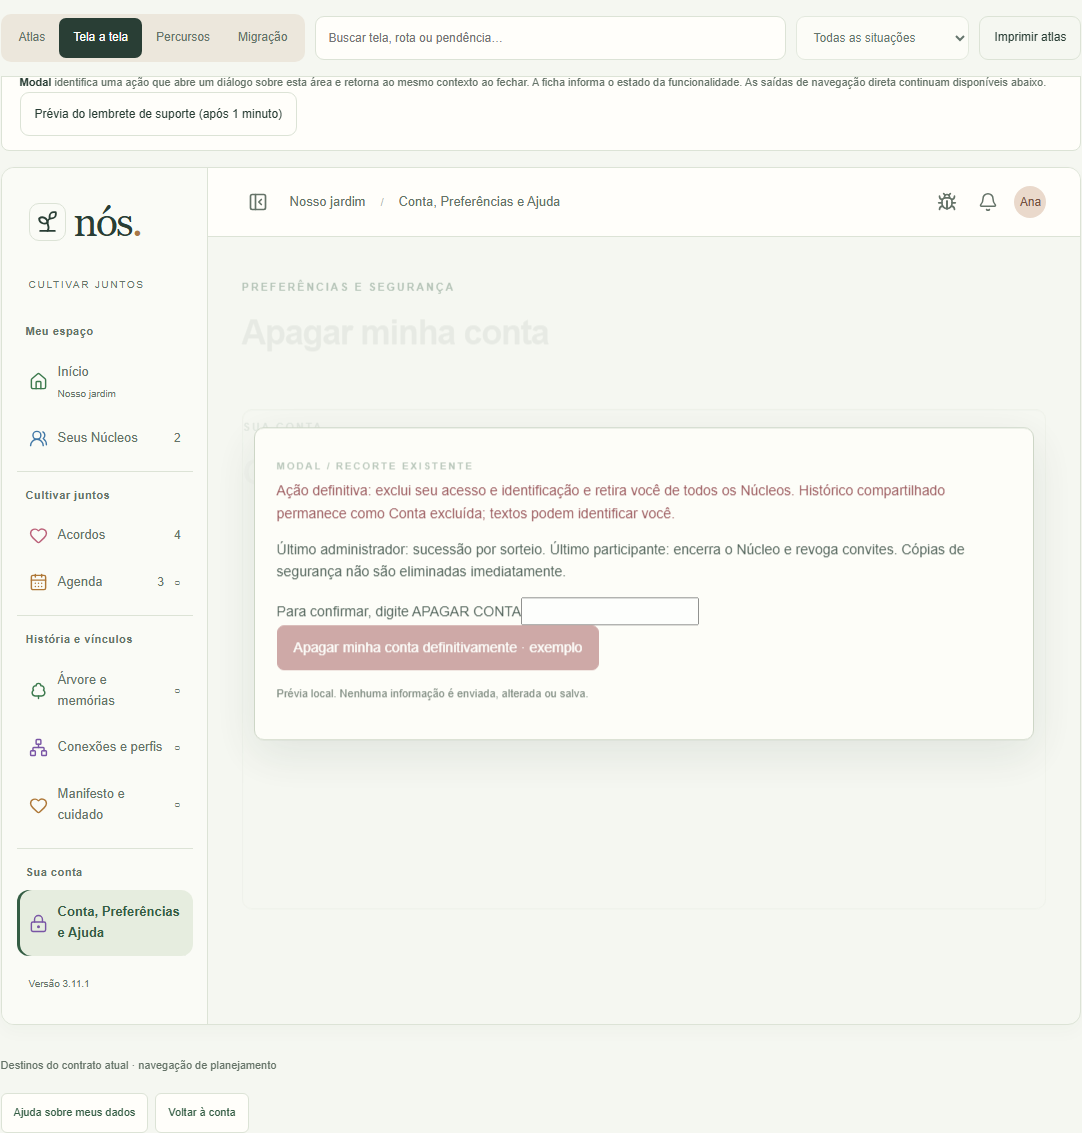 Atlas
Tela a tela
Percursos
Migração
Buscar tela, rota ou pendência...
Todas as situações
Imprimir atlas
Modal identifica uma ação que abre um diálogo sobre esta área e retorna ao mesmo contexto ao fechar. A ficha informa o estado da funcionalidade. As saídas de navegação direta continuam disponíveis abaixo.
Prévia do lembrete de suporte (após 1 minuto)
nós.
CULTIVAR JUNTOS
Meu espaço
Início
Nosso jardim
Seus Núcleos 2
Cultivar juntos
Acordos 4
Agenda 3
História e vínculos
Árvore e
memórias
Conexões e perfis
Manifesto e
cuidado
Sua conta
Conta, Preferências
e Ajuda
Versão 3.11.1
Nosso jardim / Conta, Preferências e Ajuda
Ana
PREFERÊNCIAS E SEGURANÇA
Apagar minha conta
SUA CONTA
MODAL / RECORTE EXISTENTE
Ação definitiva: exclui seu acesso e identificação e retira você de todos os Núcleos. Histórico compartilhado
permanece como Conta excluída; textos podem identificar você.
Último administrador: sucessão por sorteio. Último participante: encerra o Núcleo e revoga convites. Cópias de
segurança não são eliminadas imediatamente.
Para confirmar, digite APAGAR CONTA
Apagar minha conta definitivamente · exemplo
Prévia local. Nenhuma informação é enviada, alterada ou salva.
Destinos do contrato atual · navegação de planejamento
Ajuda sobre meus dados
Voltar à conta